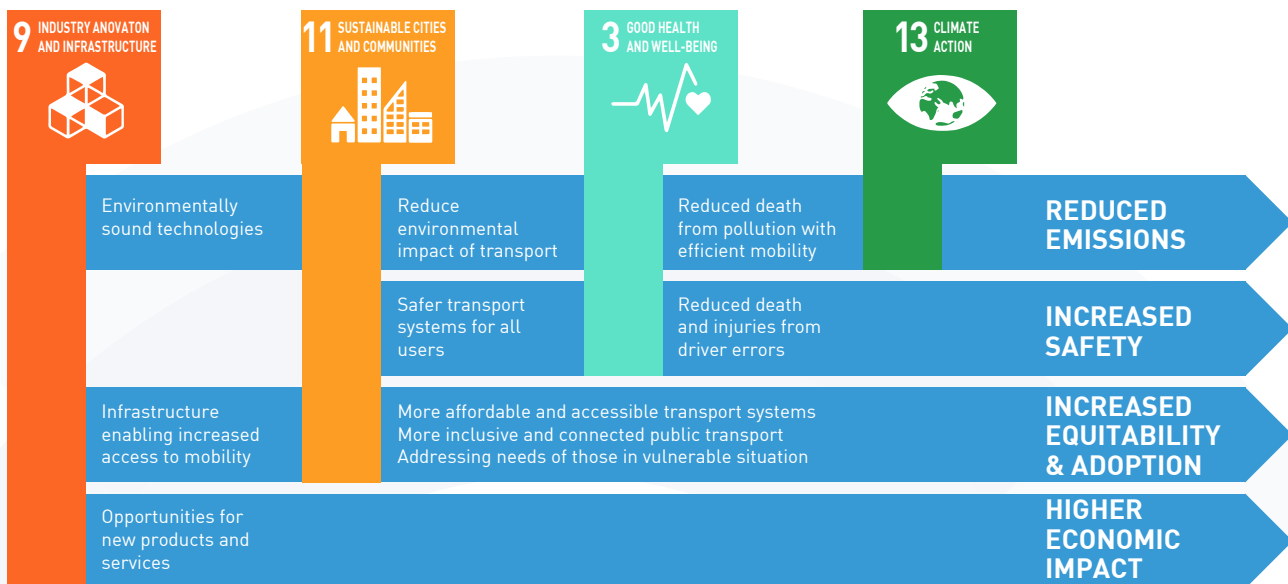 9 INDUSTRY ANOVATON
AND INFRASTRUCTURE
11 SUSTAINABLE CITIES
AND COMMUNITIES
3 GOOD HEALTH
AND WELL-BEING
13 CLIMATE
ACTION
Environmentally
sound technologies
Reduce
environmental
impact of transport
Reduced death
from pollution with
efficient mobility
REDUCED
EMISSIONS
Safer transport
systems for all
users
Reduced death
and injuries from
driver errors
INCREASED
SAFETY
Infrastructure
enabling increased
access to mobility
More affordable and accessible transport systems
More inclusive and connected public transport
Addressing needs of those in vulnerable situation
INCREASED
EQUITABILITY
& ADOPTION
Opportunities for
new products and
services
HIGHER
ECONOMIC
IMPACT